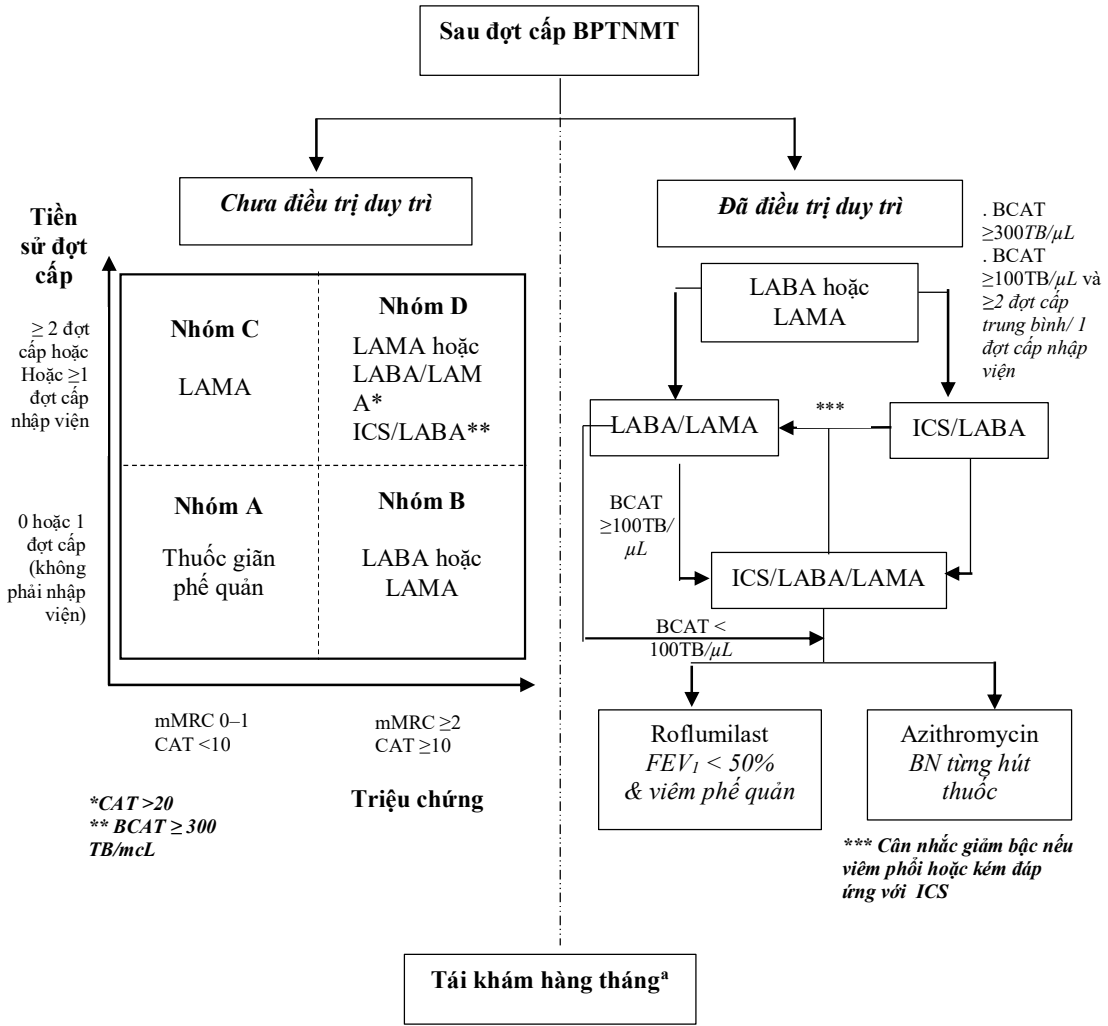 Sau đợt cấp BPTNMT
Chưa điều trị duy trì
Đã điều trị duy trì
Tiền
sử đợt
cấp
≥ 2 đợt
cấp hoặc
Hoặc ≥1
đợt cấp
nhập viện
0 hoặc 1
đợt cấp
(không
phải nhập
viện)
Nhóm C
LAMA
Nhóm D
LAMA hoặc
LABA/LAM
A*
ICS/LABA**
Nhóm A
Thuốc giãn
phế quản
Nhóm B
LABA hoặc
LAMA
mMRC 0–1
CAT <10
mMRC ≥2
CAT ≥10
Triệu chứng
*CAT >20
** BCAT ≥ 300
TB/mcL
. BCAT
≥300TB/µL
. BCAT
≥100TB/µL và
≥2 đợt cấp
trung bình/ 1
đợt cấp nhập
viện
LABA hoặc
LAMA
***
LABA/LAMA
ICS/LABA
BCAT
≥100TB/
µL
ICS/LABA/LAMA
BCAT <
100TB/µL
Roflumilast
FEV1 < 50%
& viêm phế quản
Azithromycin
BN từng hút
thuốc
*** Cân nhắc giảm bậc nếu
viêm phổi hoặc kém đáp
ứng với ICS
Tái khám hàng thángª